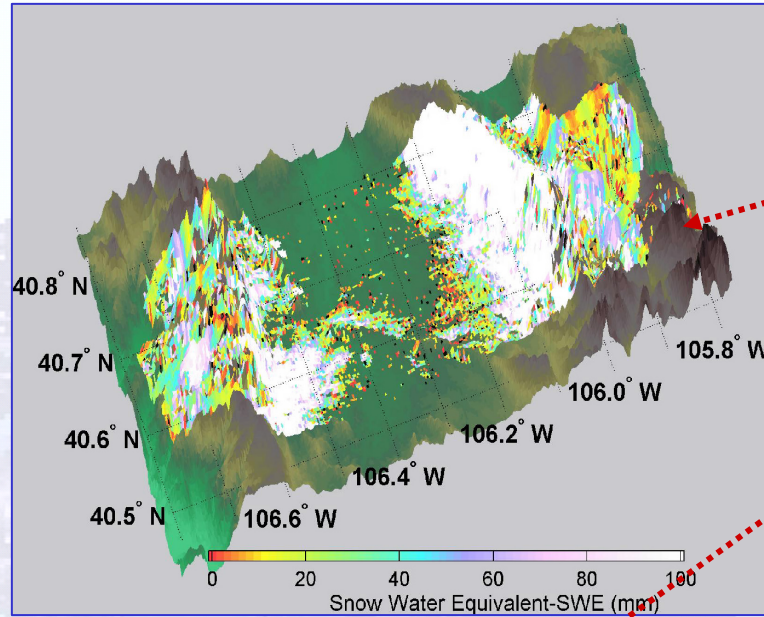 40.8° N
40.7° N
40.6° N
40.5° N
106.6° W
106.4° W
106.2° W
106.0° W
105.8° W
0 20 40 60 80 100
Snow Water Equivalent-SWE (mm)